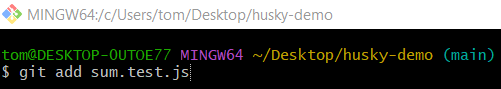 MINGW64:/c/Users/tom/Desktop/husky-demo
tom@DESKTOP-OUTOE77 MINGW64 ~/Desktop/husky-demo (main)
$ git add sum.test.js